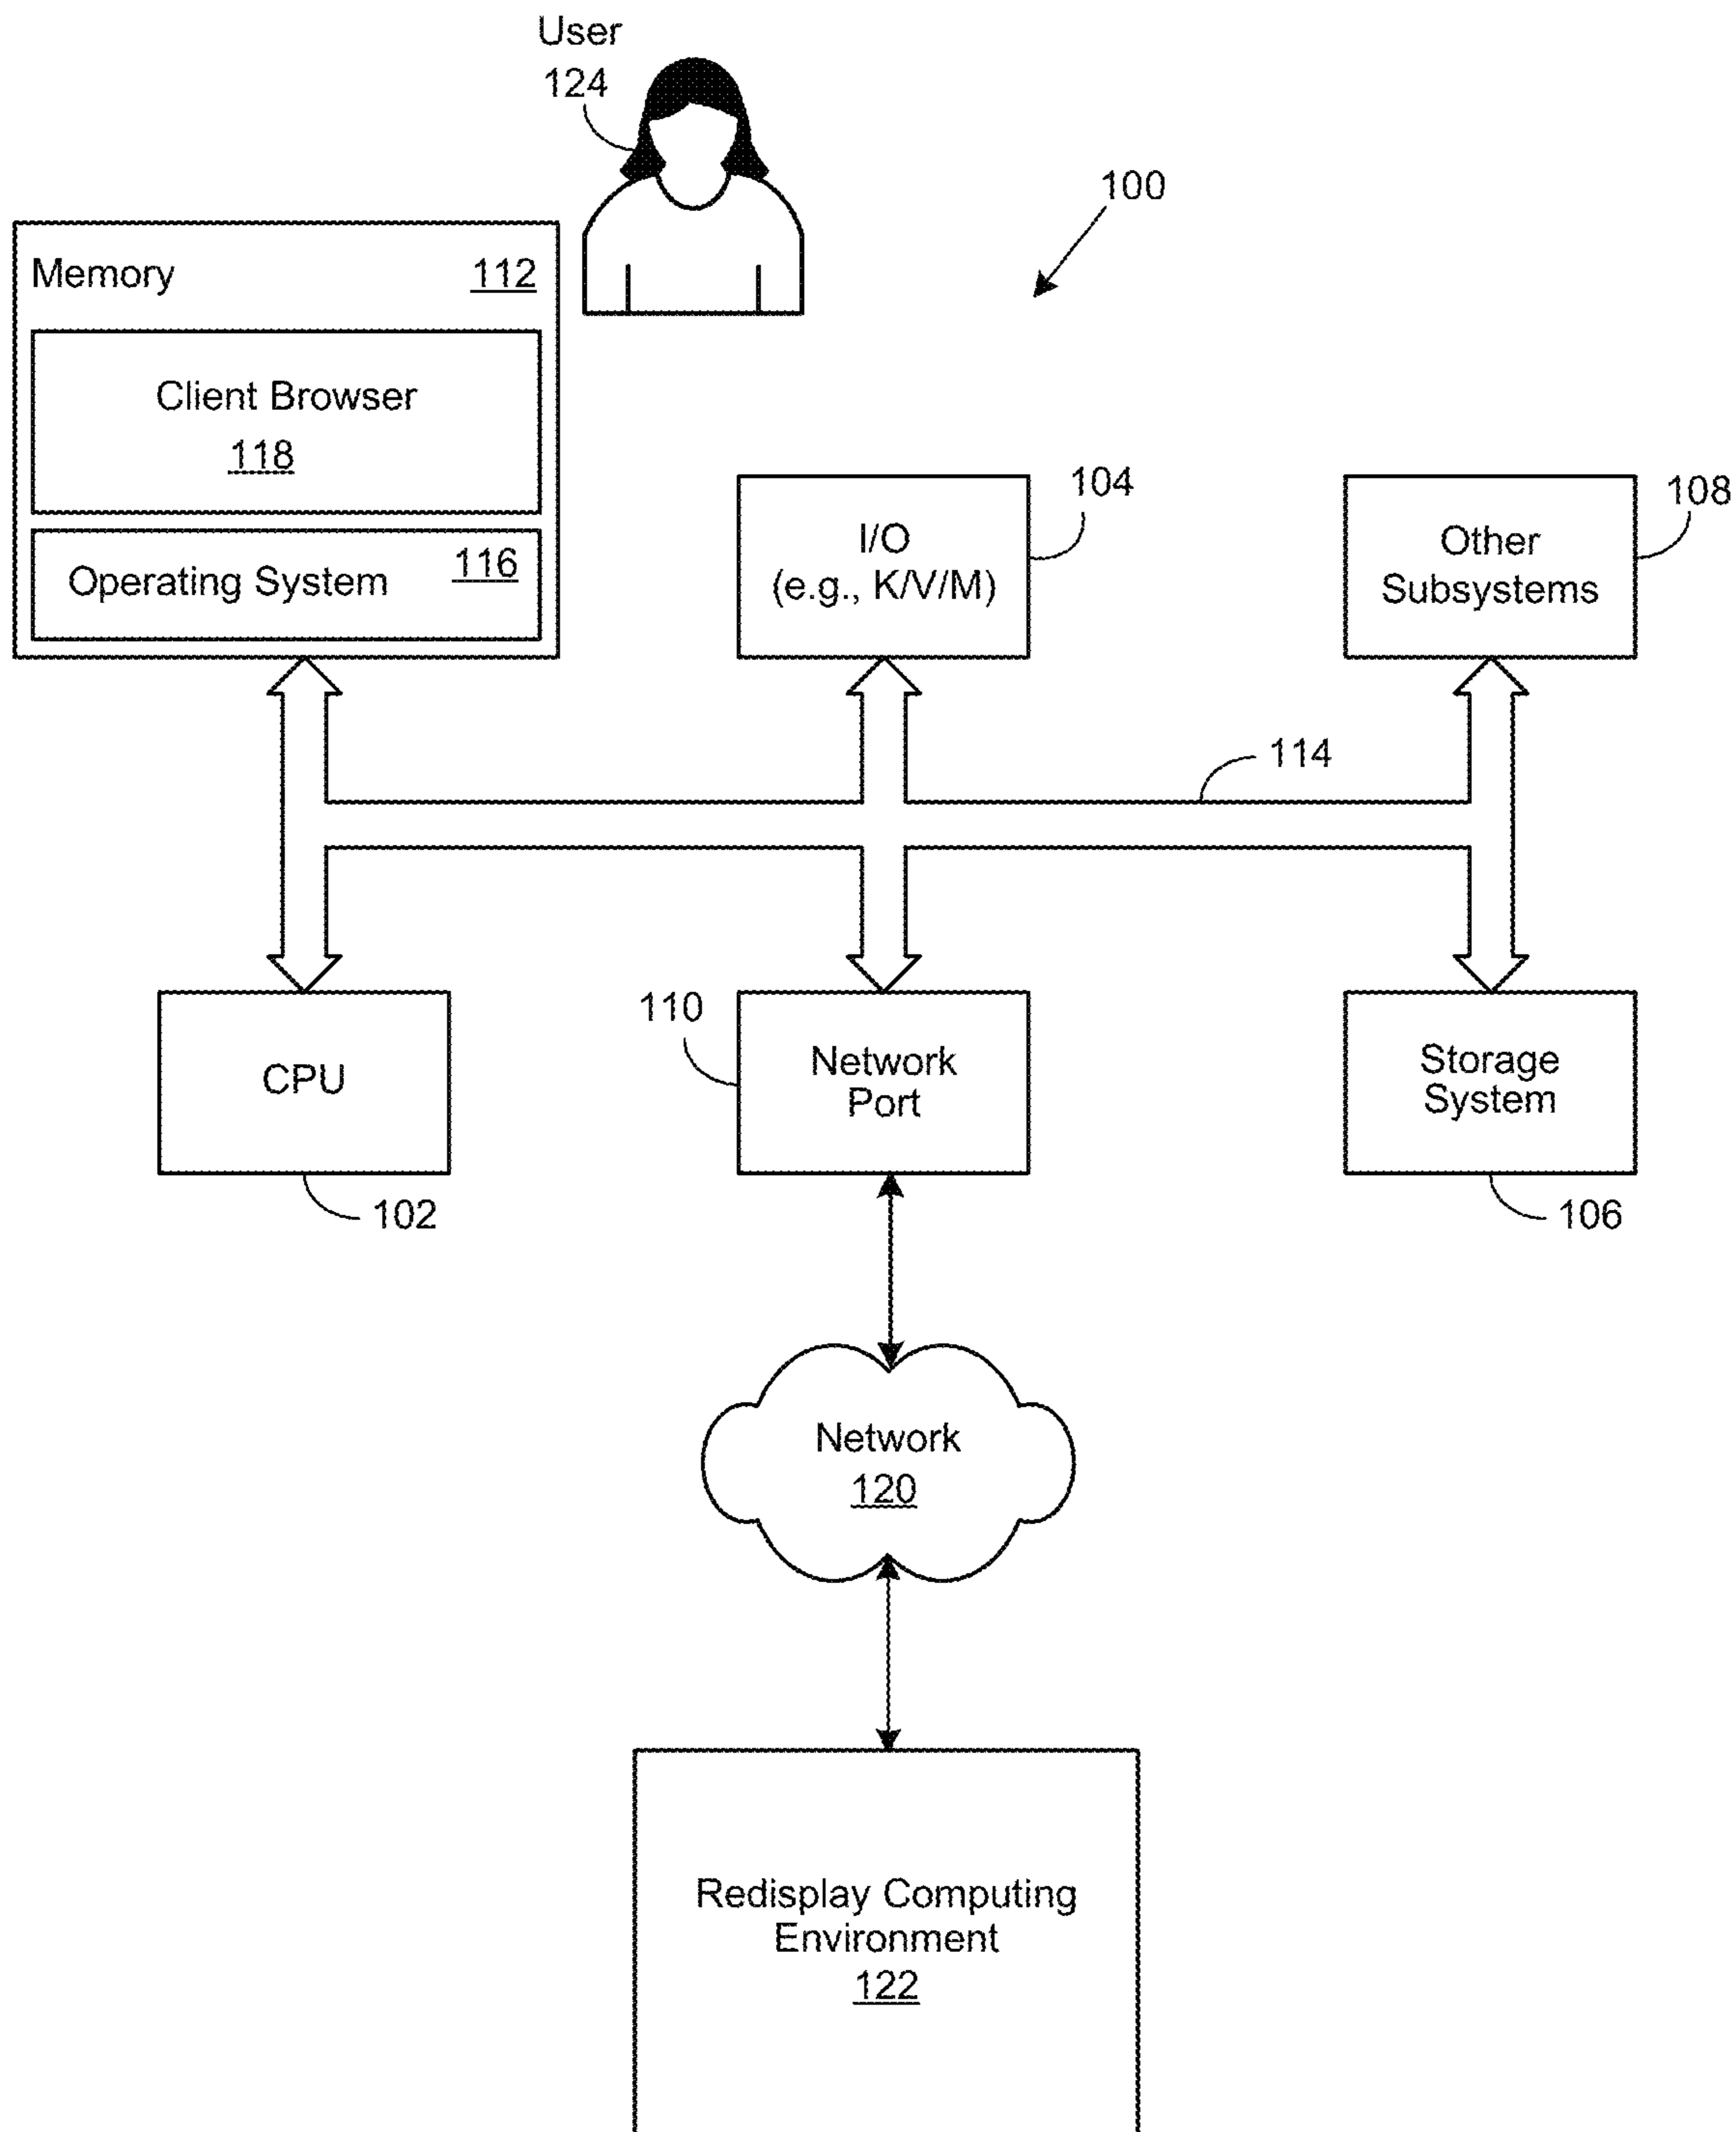 User
124
100
Memory
112
Client Browser
118
Operating System
116
I/O
(e.g., K/V/M)
104
Other
Subsystems
108
114
CPU
102
110
Network
Port
Storage
System
106
Network
120
Redisplay Computing
Environment
122